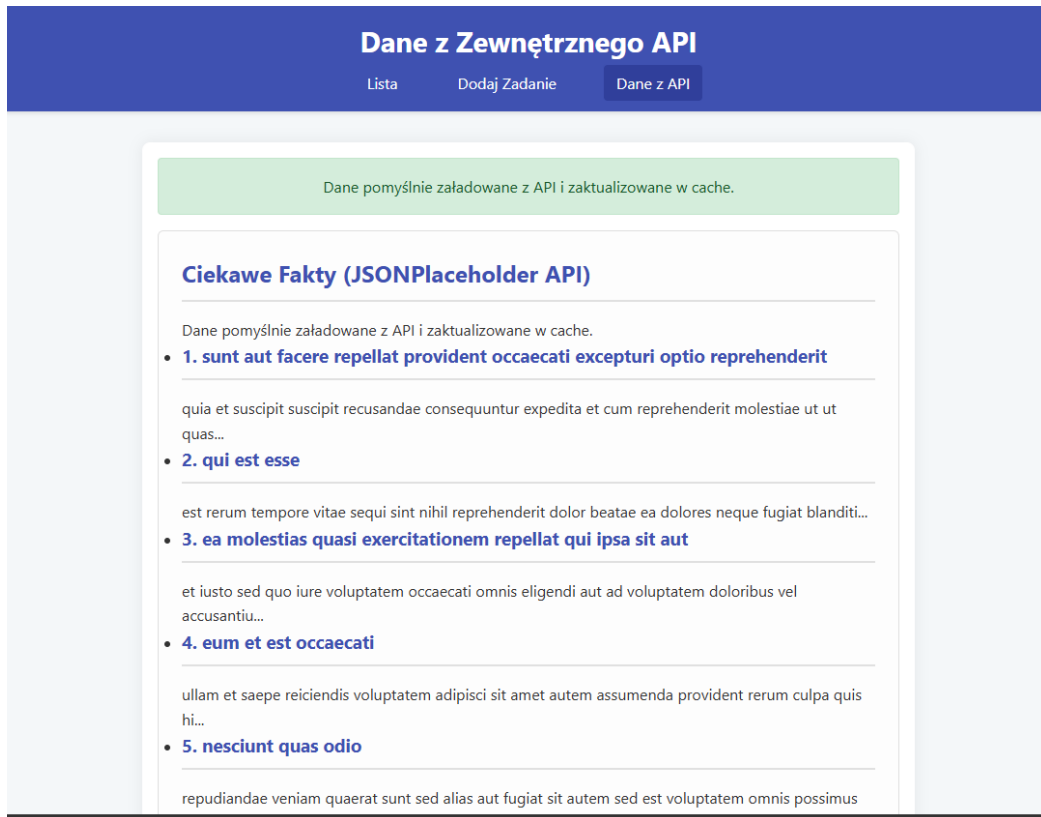 Dane z Zewnętrznego API
Lista Dodaj Zadanie Dane z API
Dane pomyślnie załadowane z API i zaktualizowane w cache.
Ciekawe Fakty (JSONPlaceholder API)
Dane pomyślnie załadowane z API i zaktualizowane w cache.
• 1. sunt aut facere repellat provident occaecati excepturi optio reprehenderit
quia et suscipit suscipit recusandae consequuntur expedita et cum reprehenderit molestiae ut ut
quas...
• 2. qui est esse
est rerum tempore vitae sequi sint nihil reprehenderit dolor beatae ea dolores neque fugiat blanditi...
• 3. ea molestias quasi exercitationem repellat qui ipsa sit aut
et iusto sed quo iure voluptatem occaecati omnis eligendi aut ad voluptatem doloribus vel
accusantiu...
• 4. eum et est occaecati
ullam et saepe reiciendis voluptatem adipisci sit amet autem assumenda provident rerum culpa quis
hi...
• 5. nesciunt quas odio
repudiandae veniam quaerat sunt sed alias aut fugiat sit autem sed est voluptatem omnis possimus